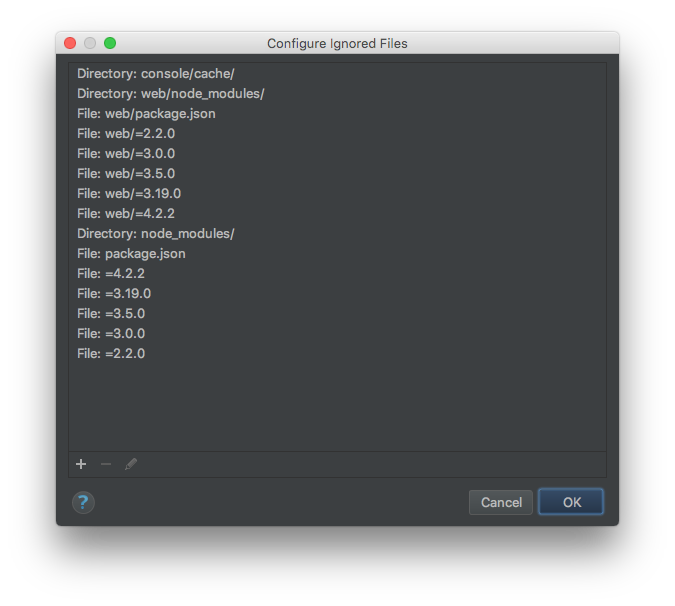 Configure Ignored Files
Directory: console/cache/
Directory: web/node_modules/
File: web/package.json
File: web/=2.2.0
File: web/=3.0.0
File: web/=3.5.0
File: web/=3.19.0
File: web/=4.2.2
Directory: node_modules/
File: package.json
File: =4.2.2
File: =3.19.0
File: =3.5.0
File: =3.0.0
File: =2.2.0
?
Cancel
OK